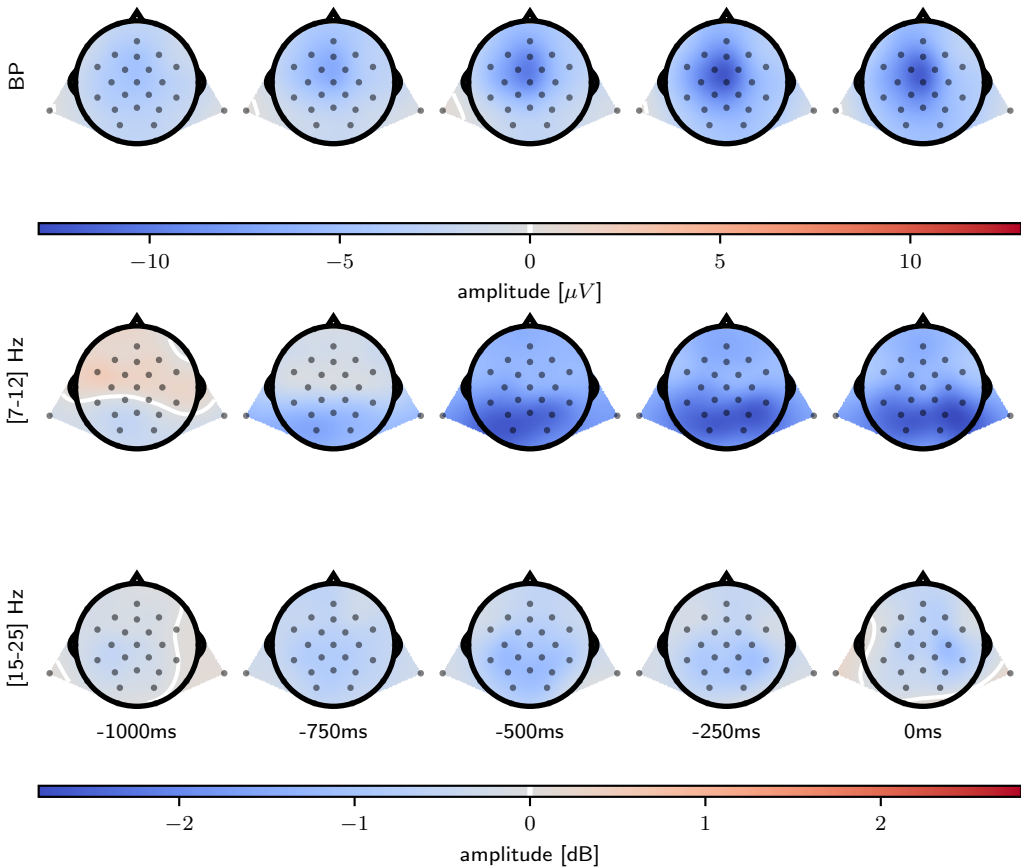 BP
−10 −5 0 5 10
amplitude [μV]
[7-12] Hz
[15-25] Hz
-1000ms -750ms -500ms -250ms 0ms
−2 −1 0 1 2
amplitude [dB]